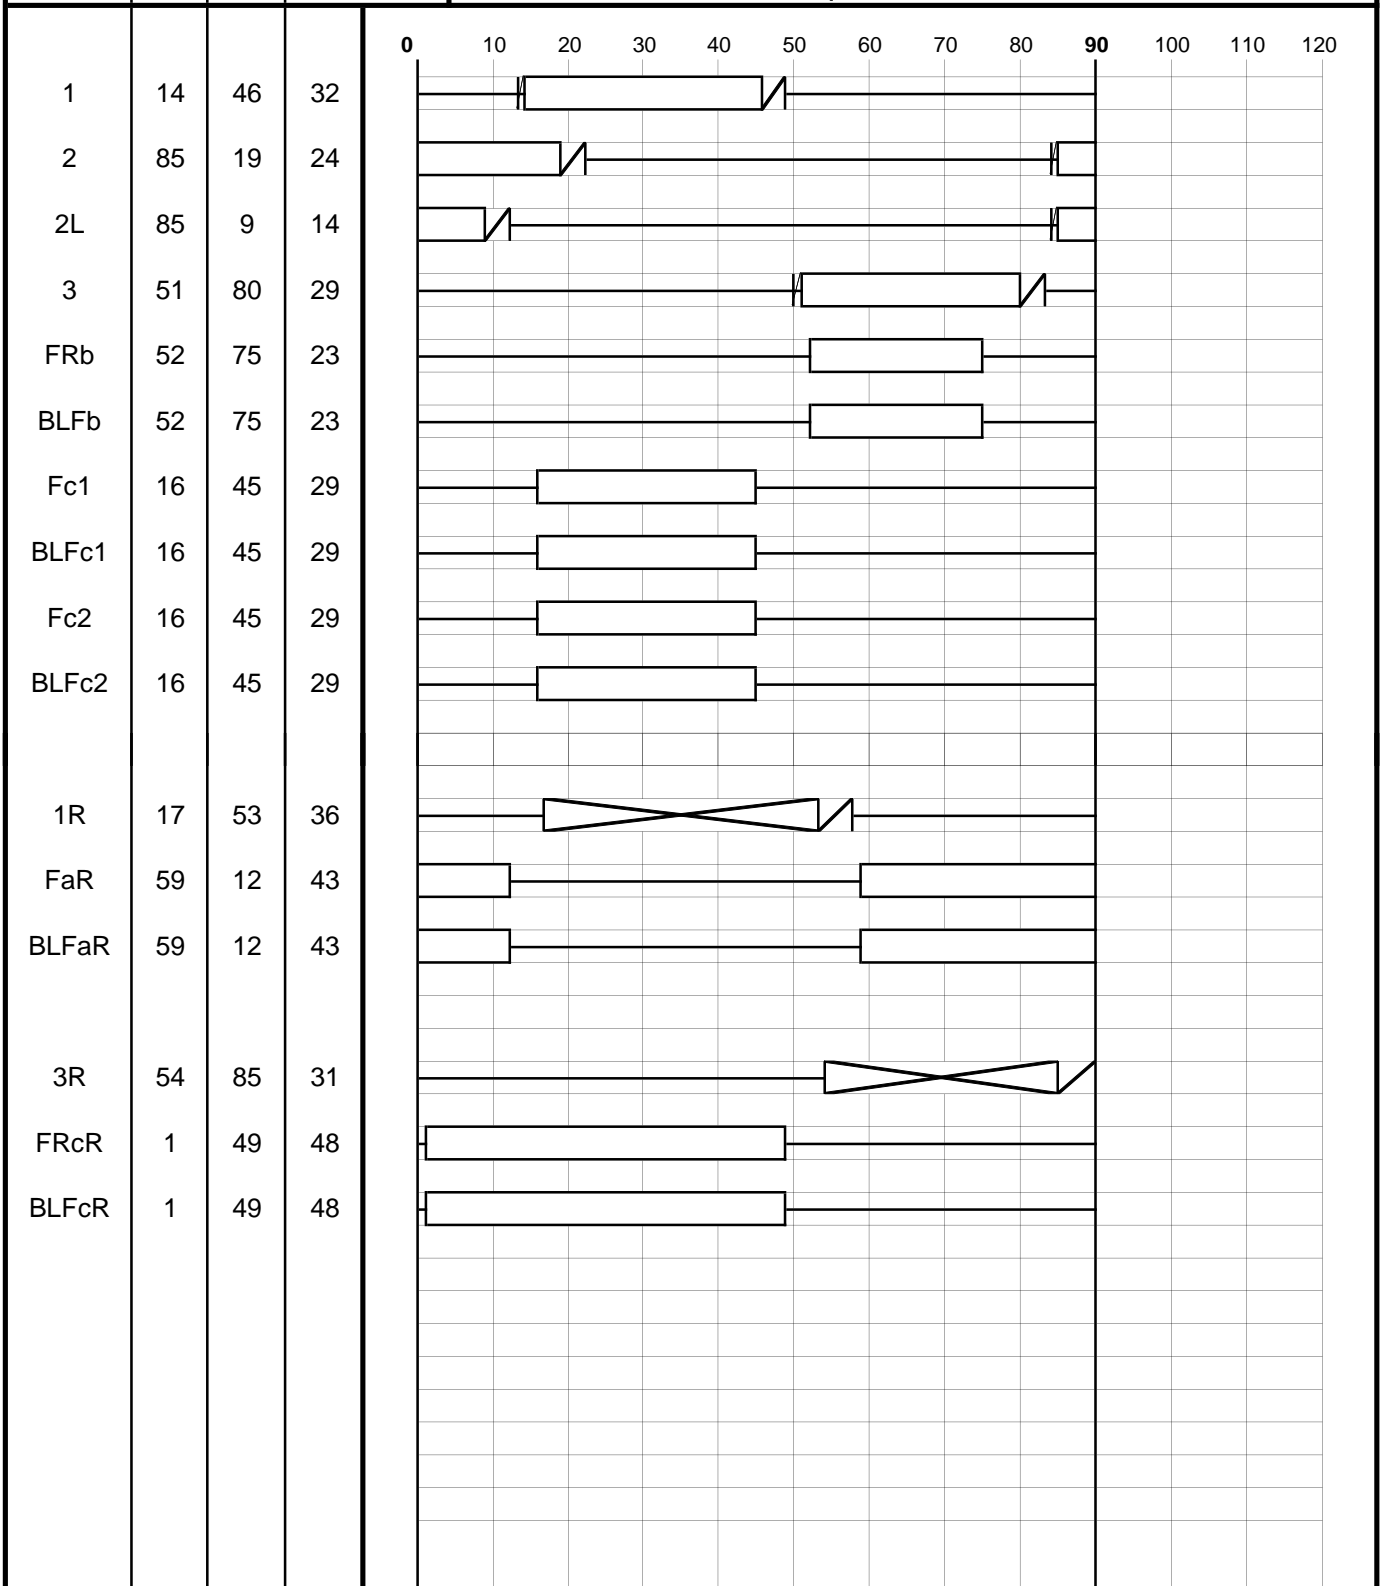 0 10 20 30 40 50 60 70 80 90 100 110 120
1 14 46 32
2 85 19 24
2L 85 9 14
3 51 80 29
FRb 52 75 23
BLFb 52 75 23
Fc1 16 45 29
BLFc1 16 45 29
Fc2 16 45 29
BLFc2 16 45 29
1R 17 53 36
FaR 59 12 43
BLFaR 59 12 43
3R 54 85 31
FRcR 1 49 48
BLFcR 1 49 48